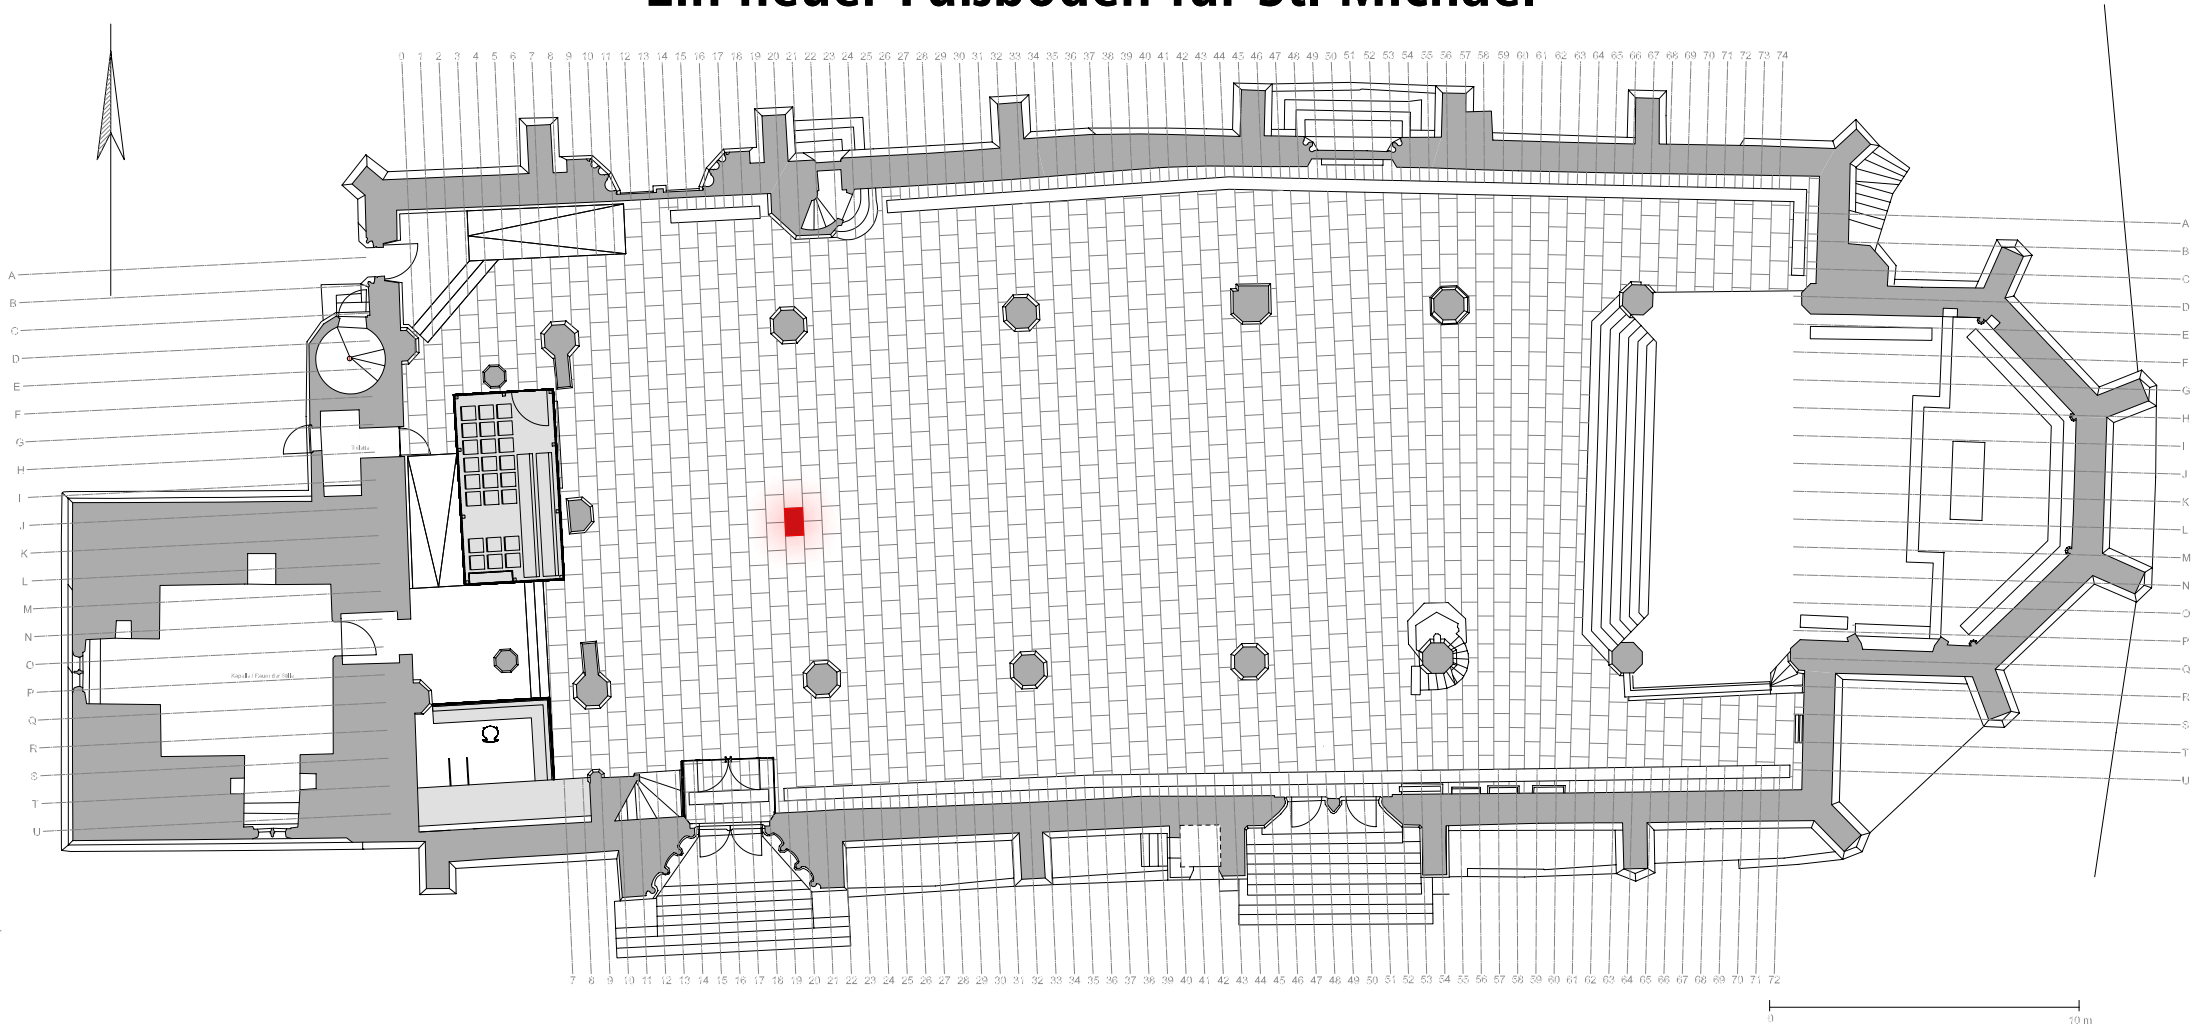 Ein neuer Fußboden für St. Michael
0 1 2 3 4 5 6 7 8 9 10 11 12 13 14 15 16 17 18 19 20 21 22 23 24 25 26 27 28 29 30 31 32 33 34 35 36 37 38 39 40 41 42 43 44 45 46 47 48 49 50 51 52 53 54 55 56 57 58 59 60 61 62 63 64 65 66 67 68 69 70 71 72 73 74
A
B
C
D
E
F
G
H
I
J
K
L
M
N
O
P
Q
R
S
T
U
Kapelle / Raum der Stille
A
B
C
D
E
F
G
H
I
J
K
L
M
N
O
P
Q
R
S
T
U
7 8 9 10 11 12 13 14 15 16 17 18 19 20 21 22 23 24 25 26 27 28 29 30 31 32 33 34 35 36 37 38 39 40 41 42 43 44 45 46 47 48 49 50 51 52 53 54 55 56 57 58 59 60 61 62 63 64 65 66 67 68 69 70 71 72
0 10 m